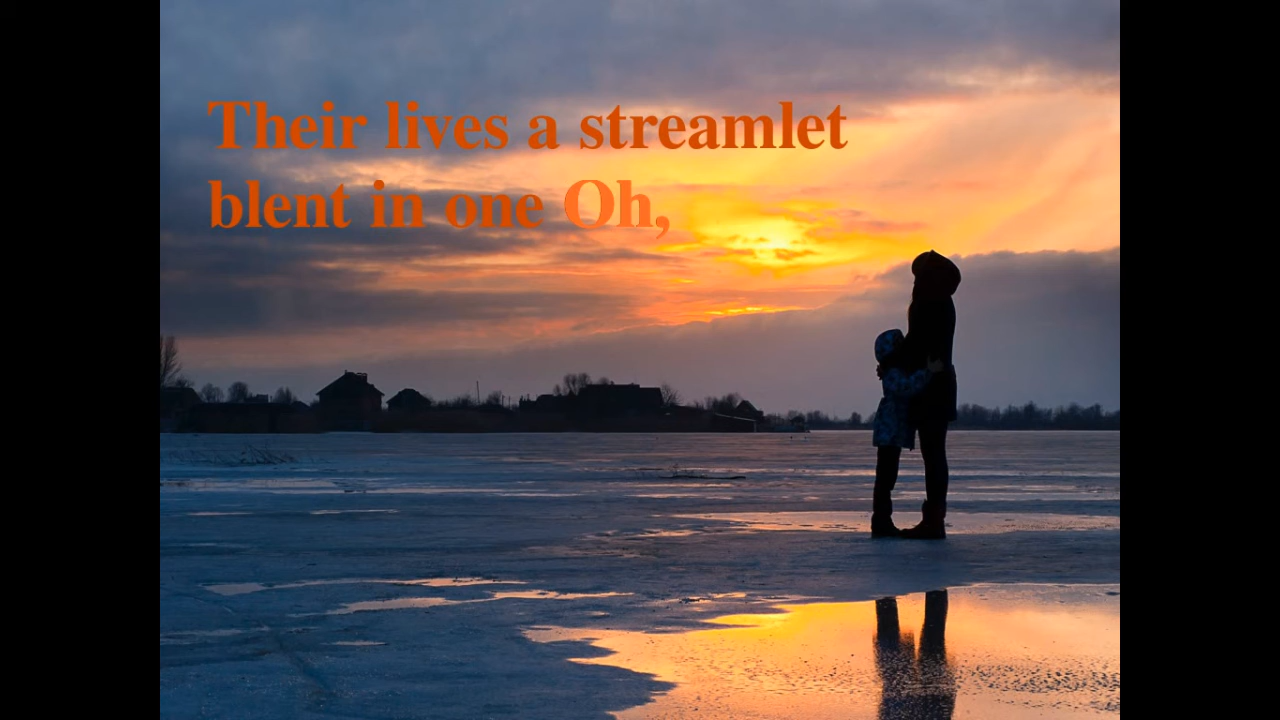 Their lives a streamlet
blent in one Oh,